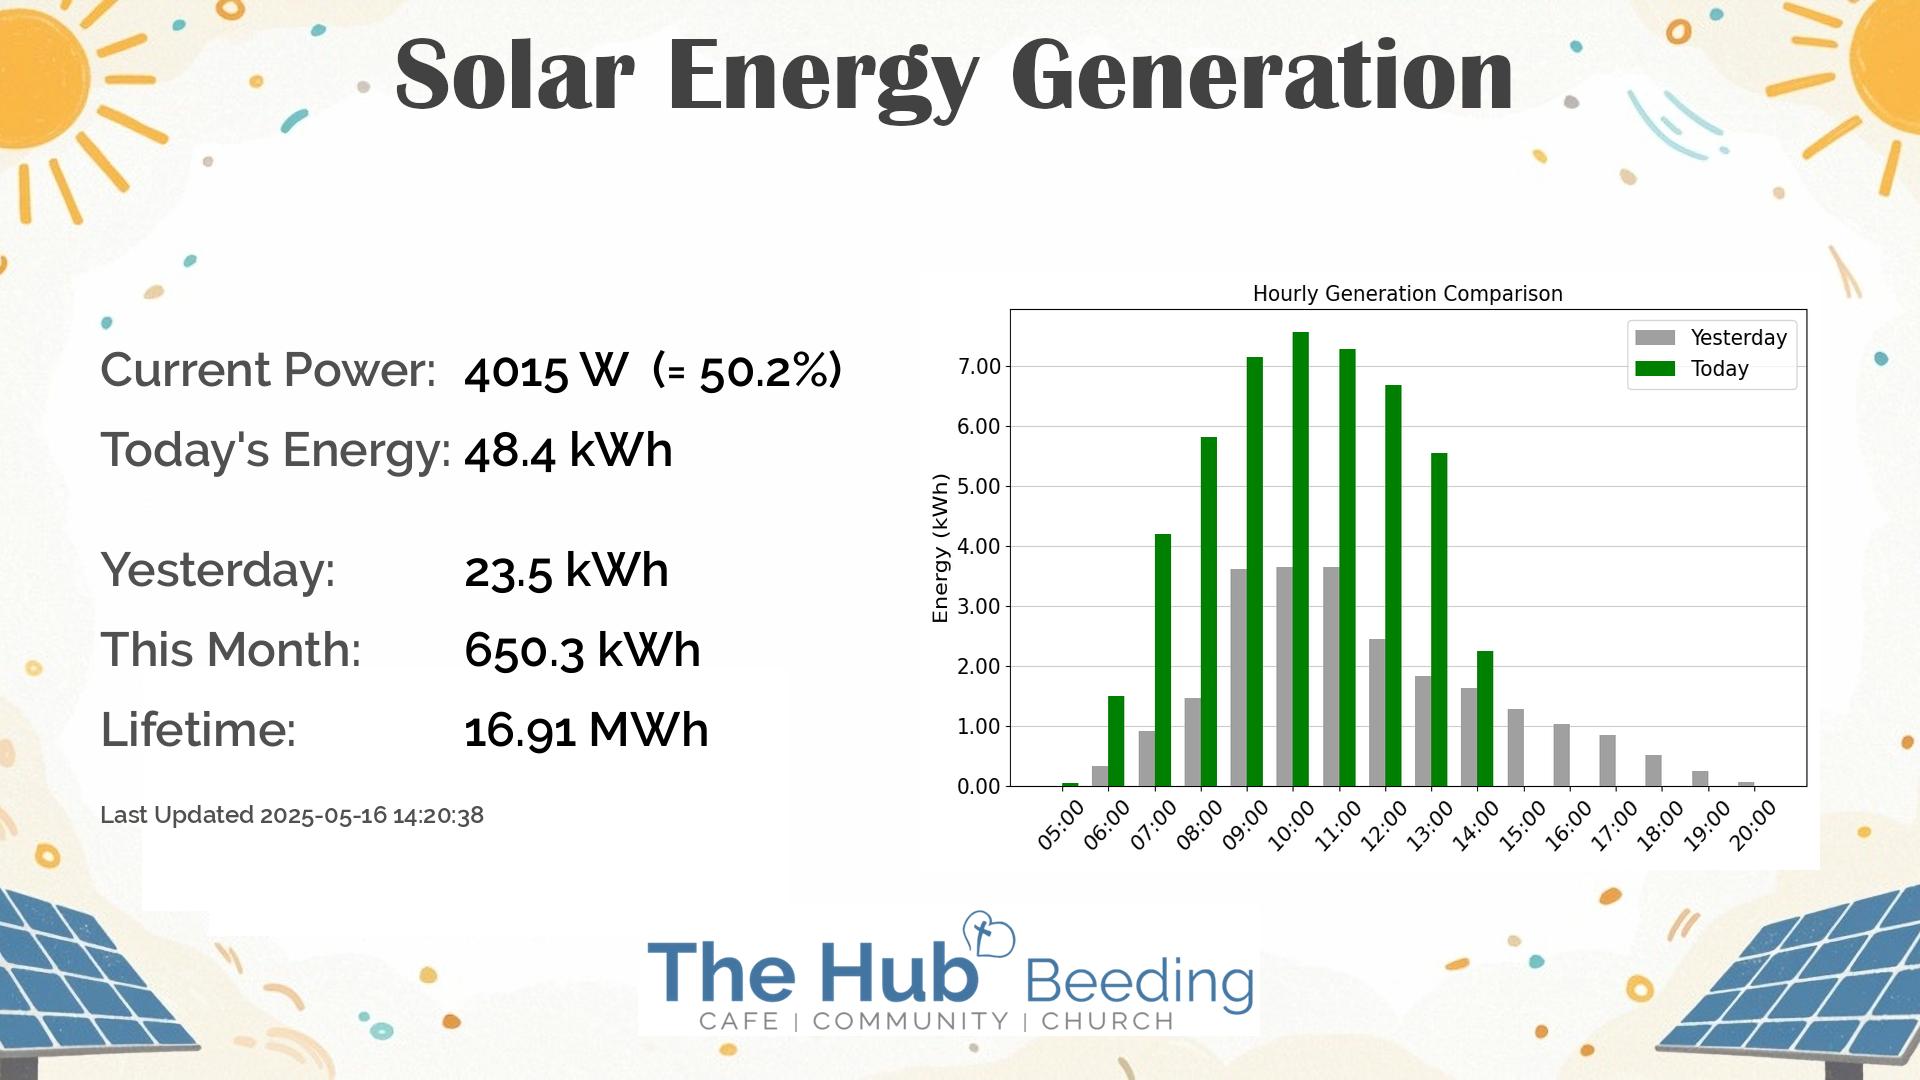 Solar Energy Generation
Current Power: 4015 W (= 50.2%)
Today's Energy: 48.4 kWh
Yesterday: 23.5 kWh
This Month: 650.3 kWh
Lifetime: 16.91 MWh
Last Updated 2025-05-16 14:20:38
Hourly Generation Comparison
Yesterday
Today
Energy (kWh)
7.00
6.00
5.00
4.00
3.00
2.00
1.00
0.00
05:00 06:00 07:00 08:00 09:00 10:00 11:00 12:00 13:00 14:00 15:00 16:00 17:00 18:00 19:00 20:00
The Hub Beeding
CAFE | COMMUNITY | CHURCH